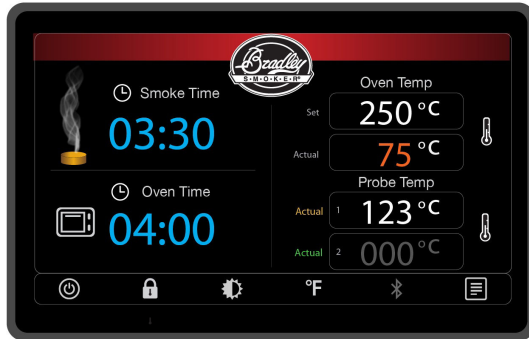 Bradley
S·M·O·K·E·R®
Smoke Time
03:30
Oven Time
04:00
Oven Temp
Set 250 °C
Actual 75 °C
Probe Temp
Actual 1 123 °C
Actual 2 000 °C
°F